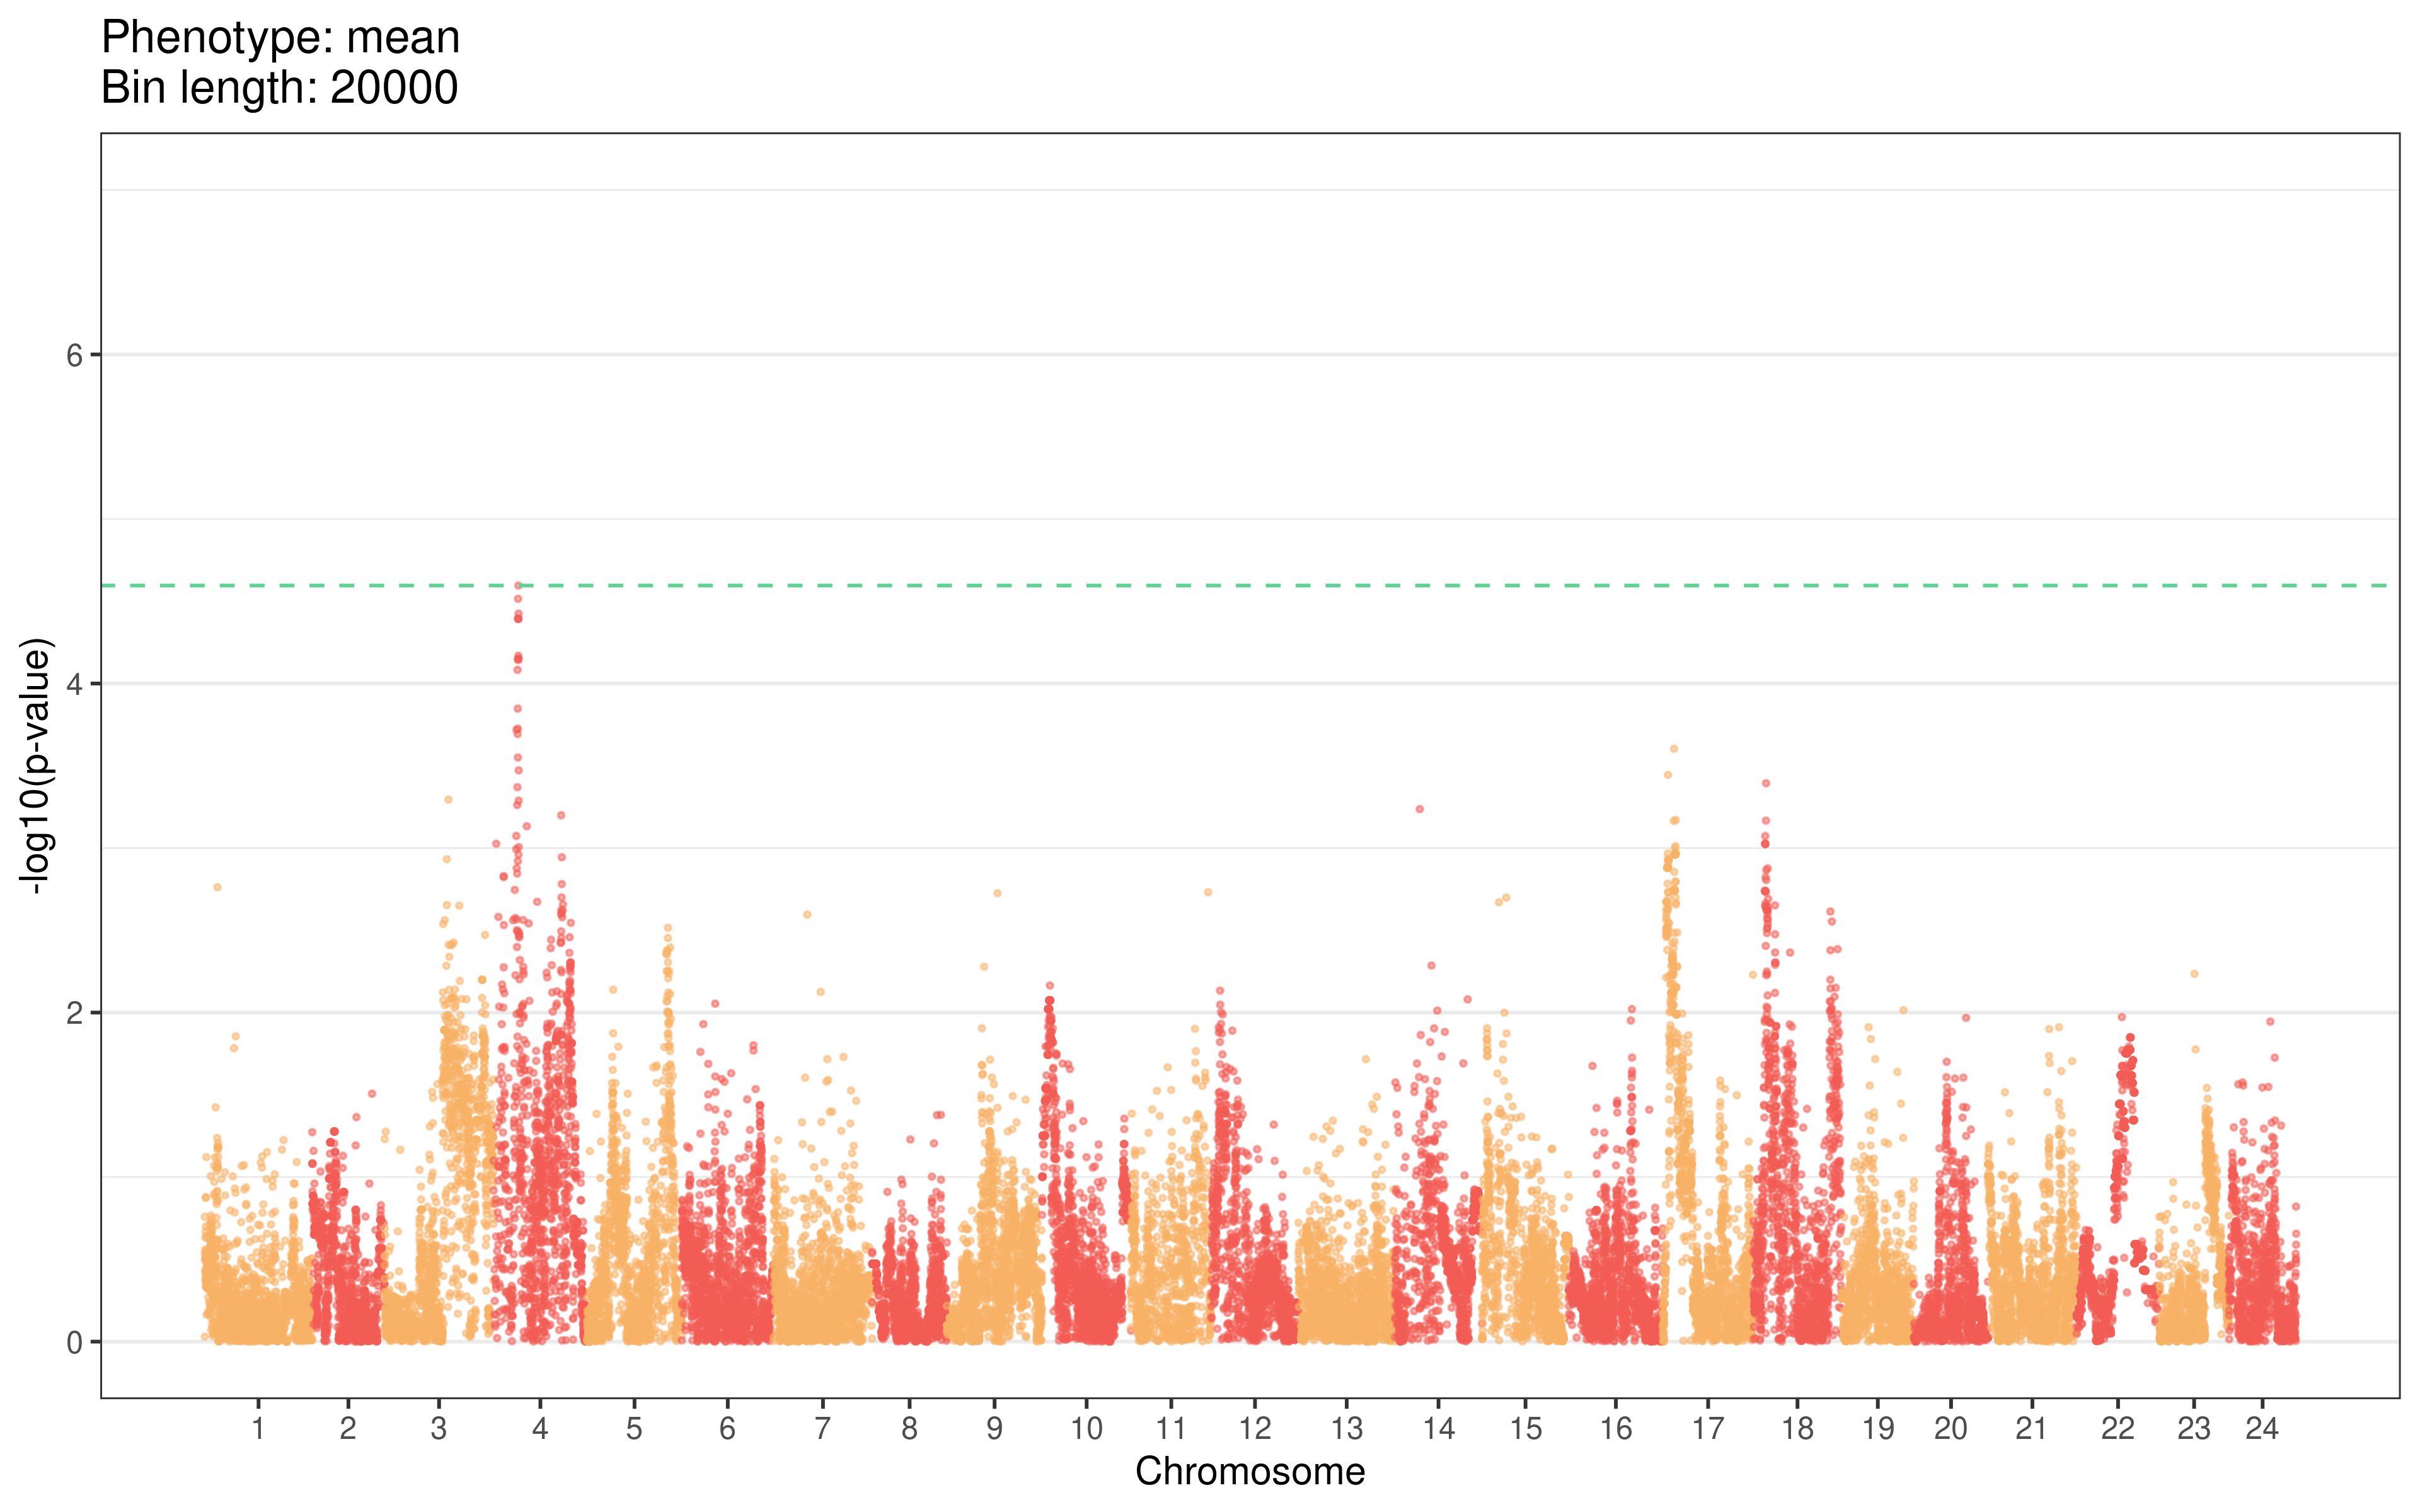 Phenotype: mean
Bin length: 20000
-log10(p-value)
6
4
2
0
1 2 3 4 5 6 7 8 9 10 11 12 13 14 15 16 17 18 19 20 21 22 23 24
Chromosome